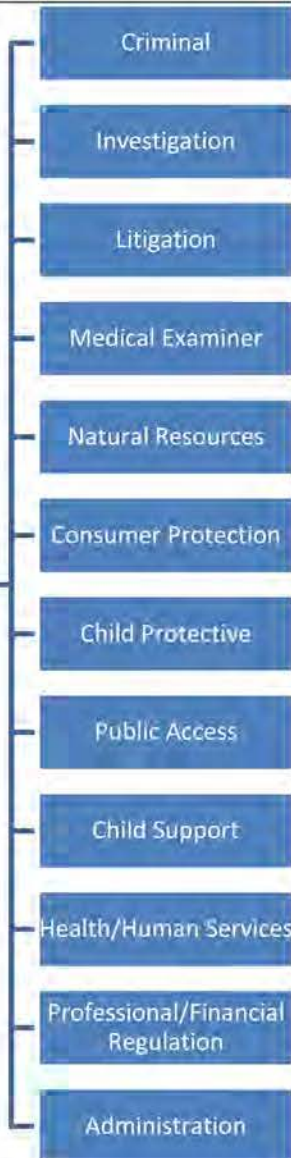 Criminal
Investigation
Litigation
Medical Examiner
Natural Resources
Consumer Protection
Child Protective
Public Access
Child Support
Health/Human Services
Professional/Financial
Regulation
Administration